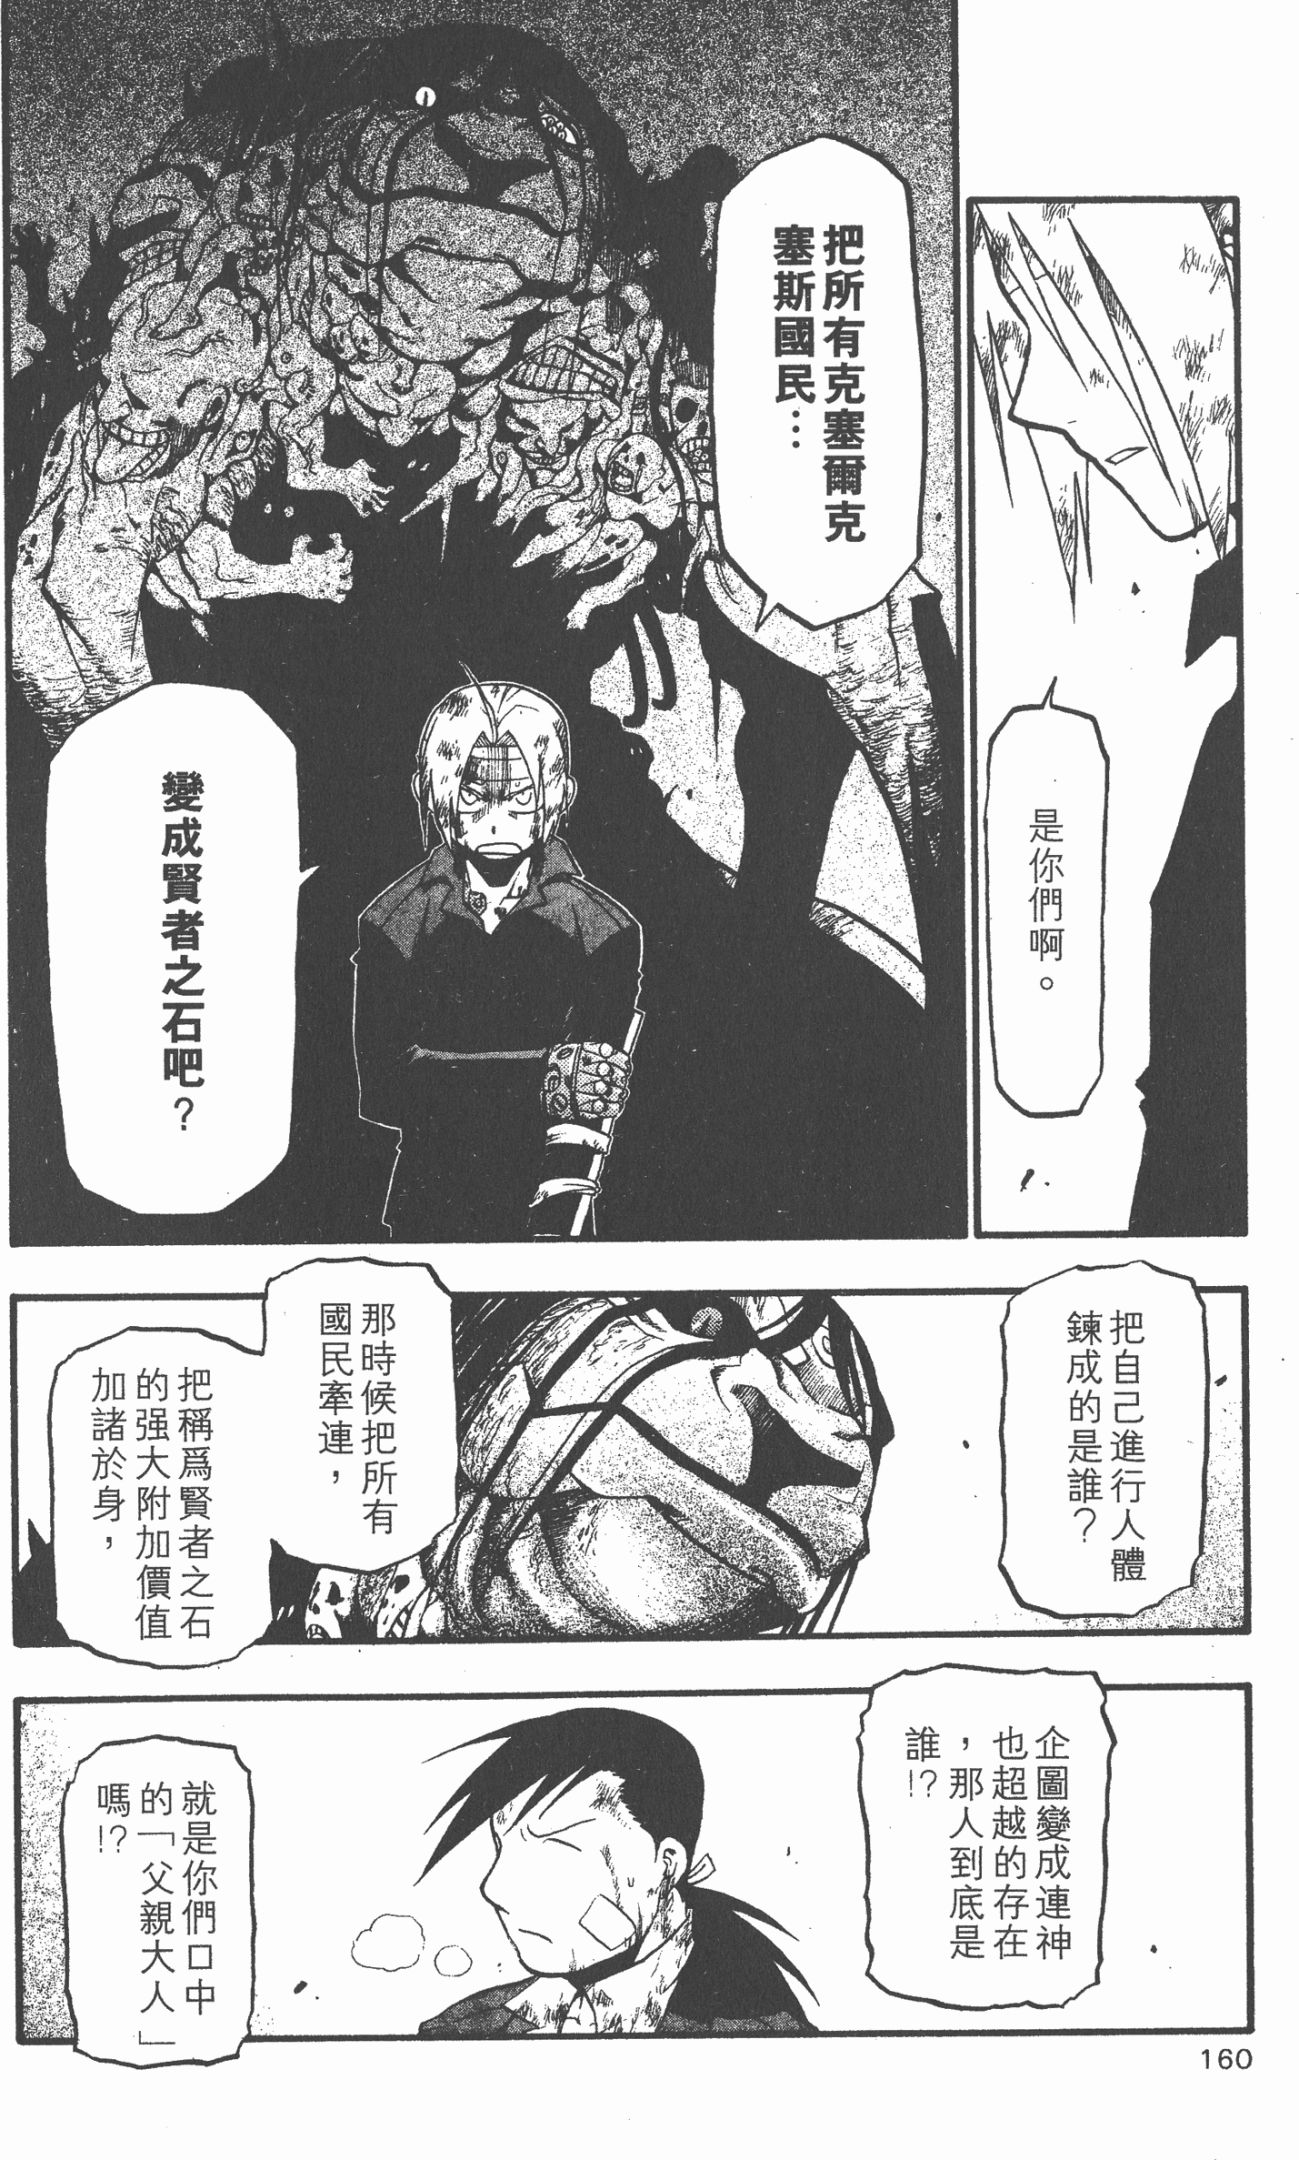 是你們啊。
把所有克塞爾克
塞斯國民…
變成賢者之石吧?
把自己進行人體
鍊成的是誰?
那時候把所有
國民牽連，
把稱爲賢者之石
的强大附加價值
加諸於身，
企圖變成連神
也超越的存在
，那人到底是
誰!?
就是你們口中
的「父親大人」
嗎!?
160